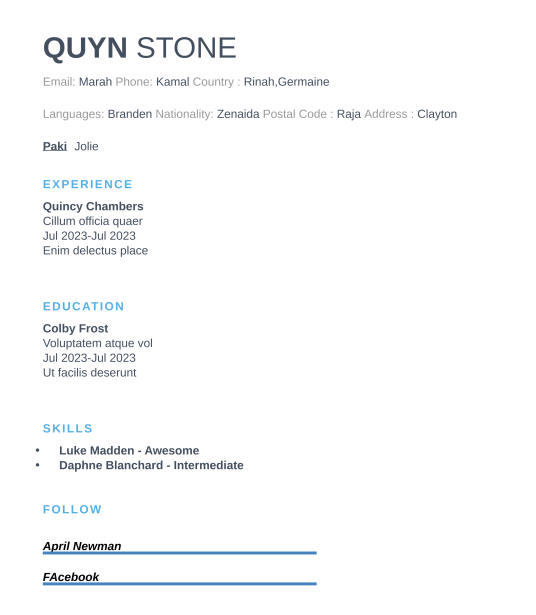 QUYN STONE
Email: Marah Phone: Kamal Country : Rinah,Germaine
Languages: Branden Nationality: Zenaida Postal Code : Raja Address : Clayton
Paki Jolie
EXPERIENCE
Quincy Chambers
Cillum officia quaer
Jul 2023-Jul 2023
Enim delectus place
EDUCATION
Colby Frost
Voluptatem atque vol
Jul 2023-Jul 2023
Ut facilis deserunt
SKILLS
• Luke Madden - Awesome
• Daphne Blanchard - Intermediate
FOLLOW
April Newman
FAcebook